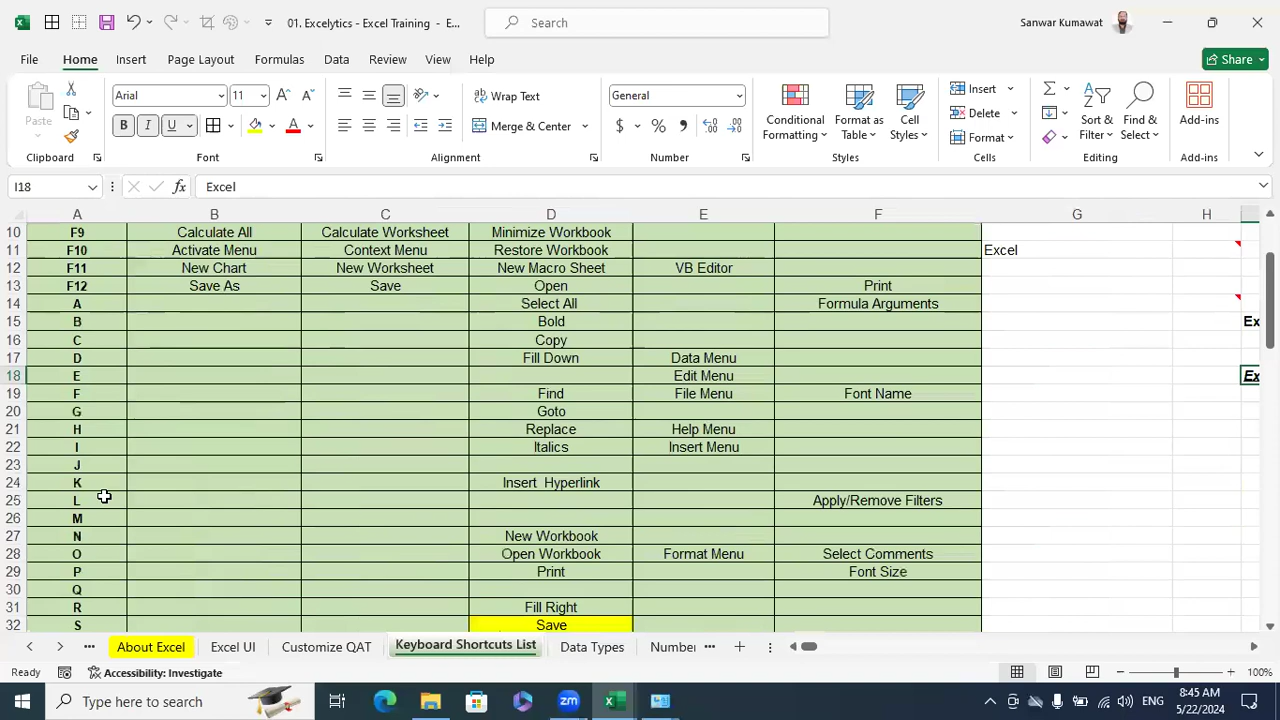 01. Excelytics - Excel Training - E...
Search
Sanwar Kumawat
File Home Insert Page Layout Formulas Data Review View Help
Share
Paste
Arial 11
B I U
Wrap Text
Merge & Center
General
$ %
Conditional Formatting
Format as Table
Cell Styles
Insert
Delete
Format
Sort & Filter
Find & Select
Add-ins
Clipboard Font Alignment Number Styles Cells Editing Add-ins
I18 fx Excel
A B C D E F G H
10 F9 Calculate All Calculate Worksheet Minimize Workbook
11 F10 Activate Menu Context Menu Restore Workbook Excel
12 F11 New Chart New Worksheet New Macro Sheet VB Editor
13 F12 Save As Save Open Print
14 A Select All Formula Arguments
15 B Bold Ex
16 C Copy
17 D Fill Down Data Menu
18 E Edit Menu Ex
19 F Find File Menu Font Name
20 G Goto
21 H Replace Help Menu
22 I Italics Insert Menu
23 J
24 K Insert Hyperlink
25 L Apply/Remove Filters
26 M
27 N New Workbook
28 O Open Workbook Format Menu Select Comments
29 P Print Font Size
30 Q
31 R Fill Right
32 S Save
About Excel Excel UI Customize QAT Keyboard Shortcuts List Data Types Number ...
Ready Accessibility: Investigate 100%
Type here to search
zm
ENG
8:45 AM
5/22/2024